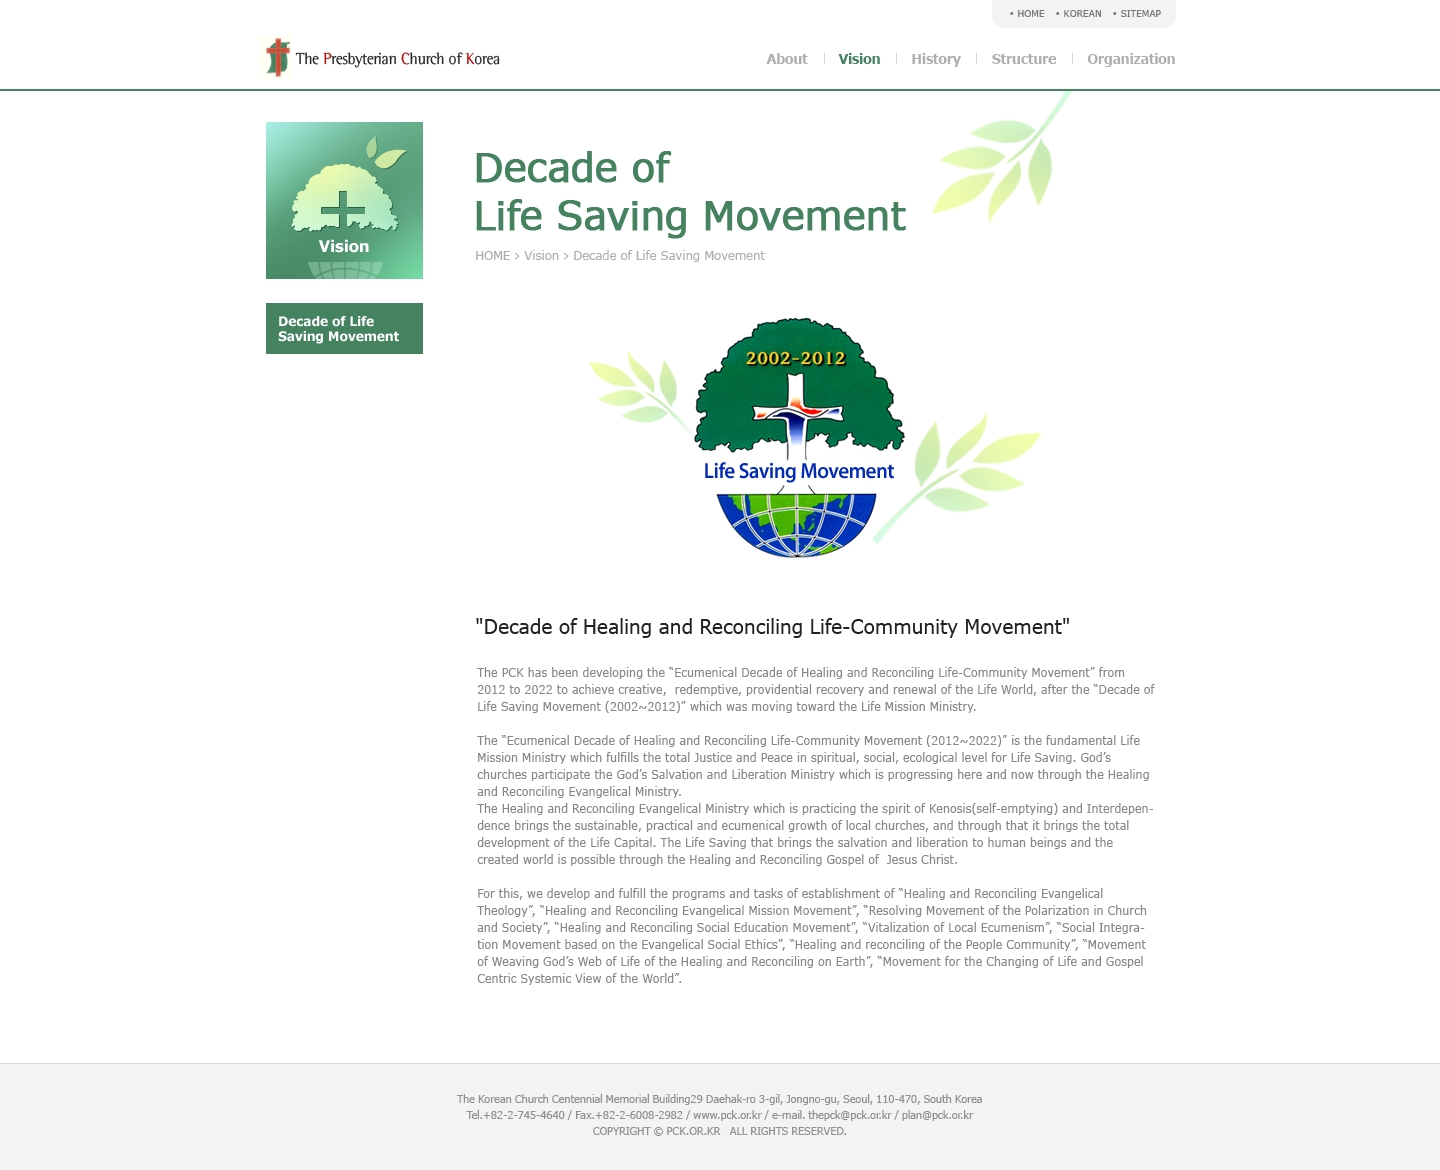 • HOME • KOREAN • SITEMAP
The Presbyterian Church of Korea
About Vision History Structure Organization
Vision
Decade of Life
Saving Movement
Decade of
Life Saving Movement
HOME > Vision > Decade of Life Saving Movement
2002-2012
Life Saving Movement
"Decade of Healing and Reconciling Life-Community Movement"
The PCK has been developing the “Ecumenical Decade of Healing and Reconciling Life-Community Movement” from
2012 to 2022 to achieve creative,  redemptive, providential recovery and renewal of the Life World, after the “Decade of
Life Saving Movement (2002~2012)” which was moving toward the Life Mission Ministry.
The “Ecumenical Decade of Healing and Reconciling Life-Community Movement (2012~2022)” is the fundamental Life
Mission Ministry which fulfills the total Justice and Peace in spiritual, social, ecological level for Life Saving. God’s
churches participate the God’s Salvation and Liberation Ministry which is progressing here and now through the Healing
and Reconciling Evangelical Ministry.
The Healing and Reconciling Evangelical Ministry which is practicing the spirit of Kenosis(self-emptying) and Interdepen-
dence brings the sustainable, practical and ecumenical growth of local churches, and through that it brings the total
development of the Life Capital. The Life Saving that brings the salvation and liberation to human beings and the
created world is possible through the Healing and Reconciling Gospel of  Jesus Christ.
For this, we develop and fulfill the programs and tasks of establishment of “Healing and Reconciling Evangelical
Theology”, “Healing and Reconciling Evangelical Mission Movement”, “Resolving Movement of the Polarization in Church
and Society”, “Healing and Reconciling Social Education Movement”, “Vitalization of Local Ecumenism”, “Social Integra-
tion Movement based on the Evangelical Social Ethics”, “Healing and reconciling of the People Community”, “Movement
of Weaving God’s Web of Life of the Healing and Reconciling on Earth”, “Movement for the Changing of Life and Gospel
Centric Systemic View of the World”.
The Korean Church Centennial Memorial Building29 Daehak-ro 3-gil, Jongno-gu, Seoul, 110-470, South Korea
Tel.+82-2-745-4640 / Fax.+82-2-6008-2982 / www.pck.or.kr / e-mail. thepck@pck.or.kr / plan@pck.or.kr
COPYRIGHT © PCK.OR.KR   ALL RIGHTS RESERVED.